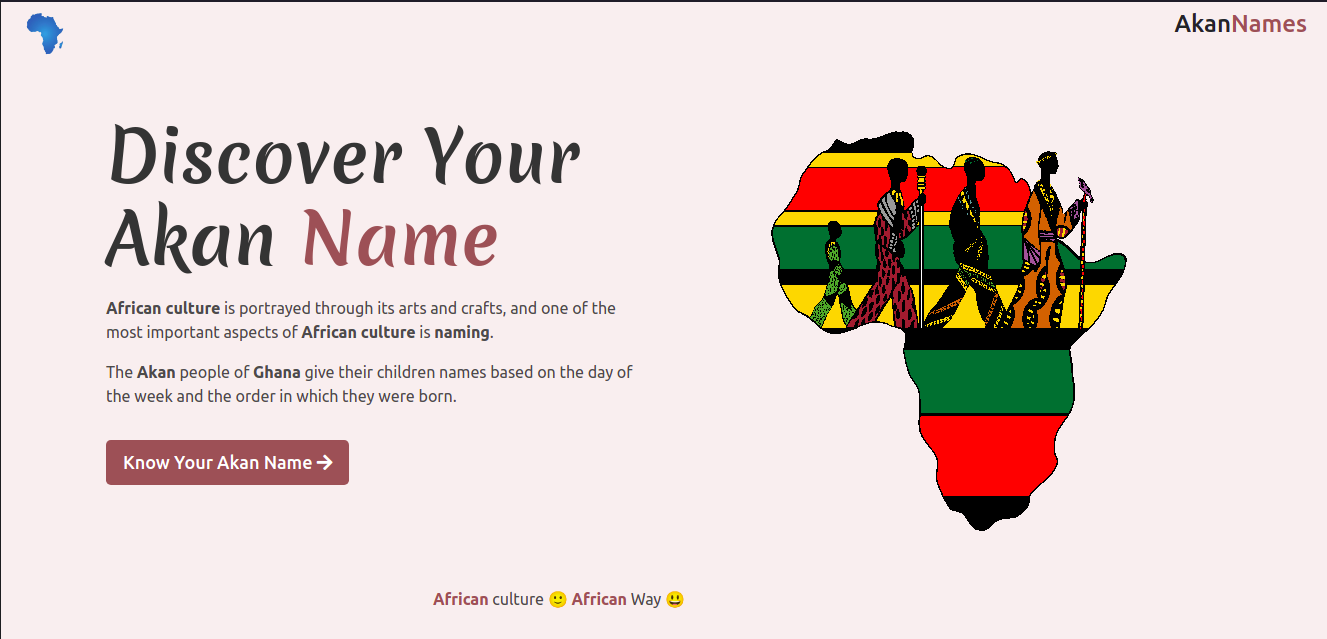 AkanNames
Discover Your
Akan Name
African culture is portrayed through its arts and crafts, and one of the
most important aspects of African culture is naming.
The Akan people of Ghana give their children names based on the day of
the week and the order in which they were born.
Know Your Akan Name →
African culture 🙂 African Way 😃